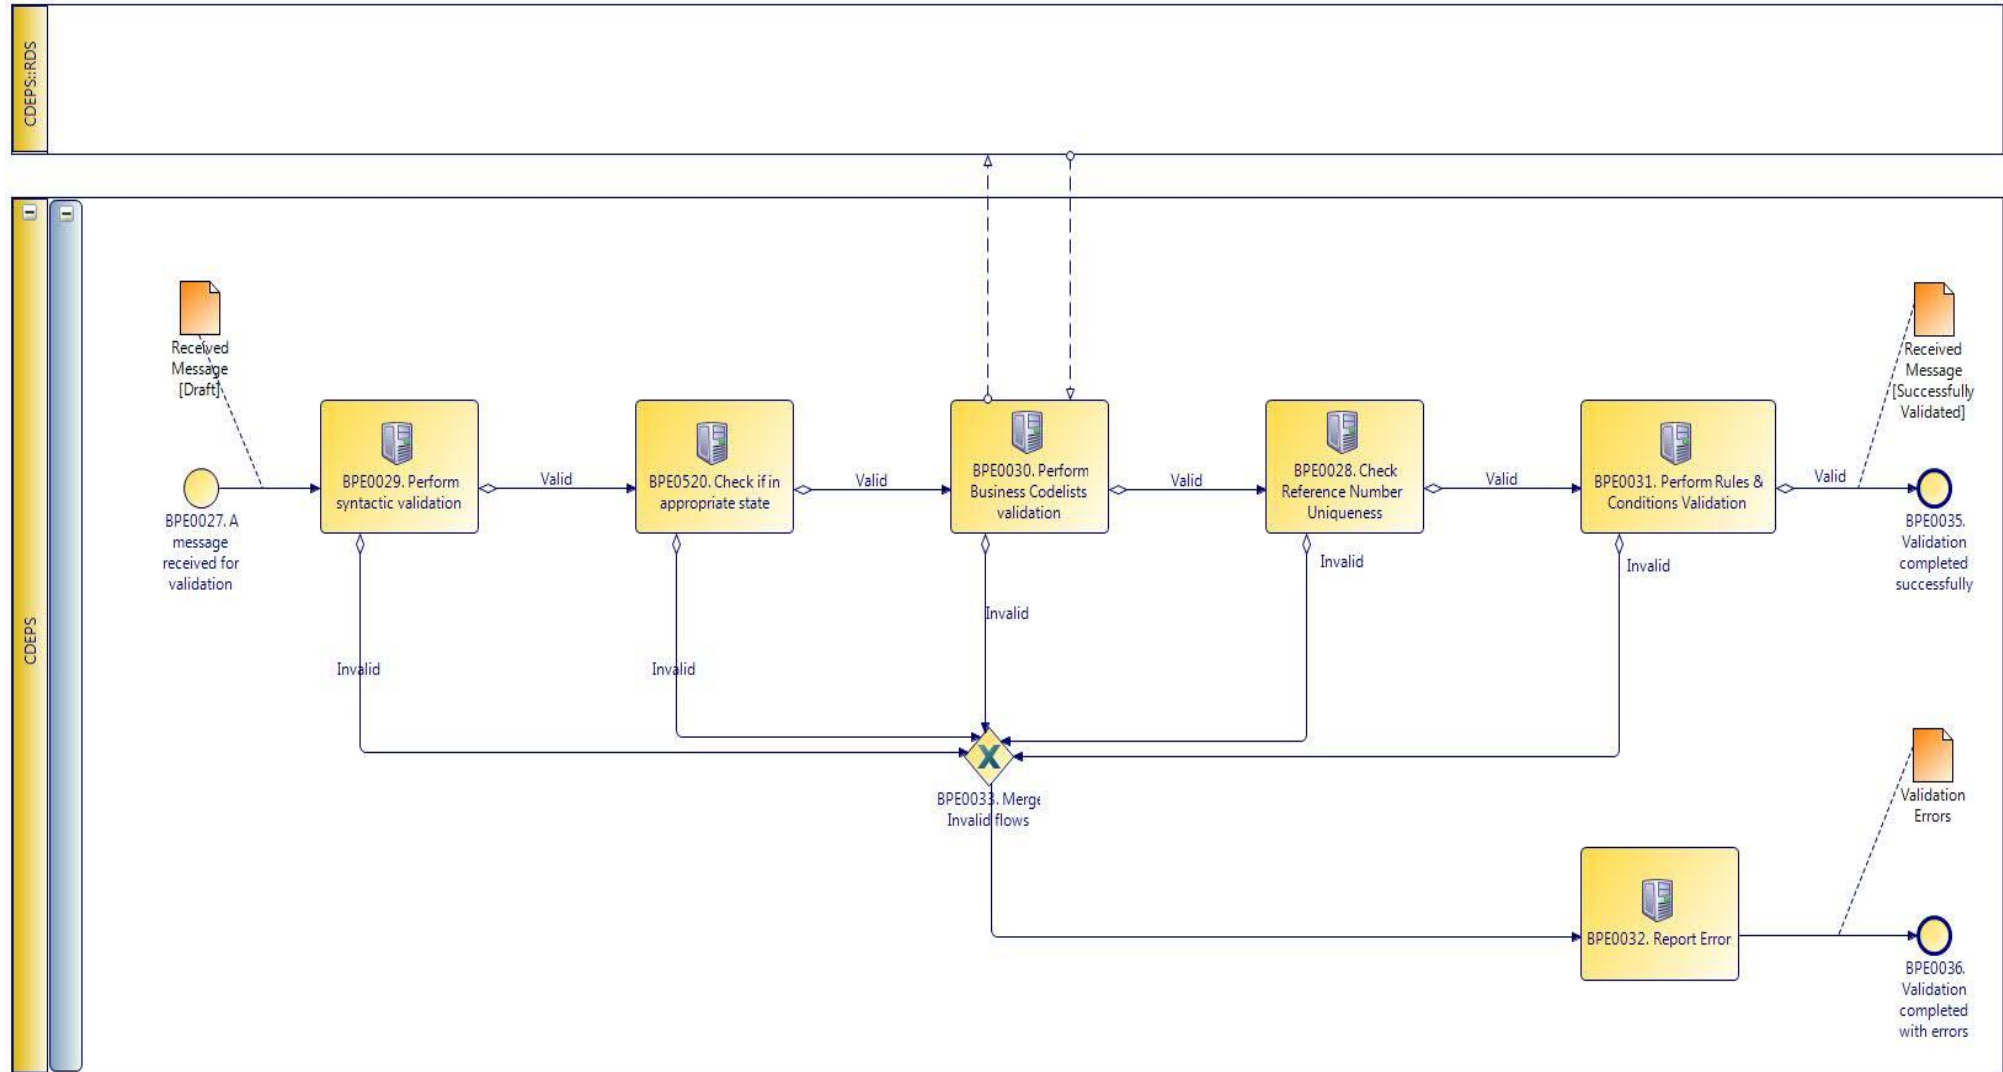 CDEPS::RDS
CDEPS
Received
Message
[Draft]
BPE0027. A
message
received for
validation
BPE0029. Perform
syntactic validation
Valid
BPE0520. Check if in
appropriate state
Valid
BPE0030. Perform
Business Codelists
validation
Valid
BPE0028. Check
Reference Number
Uniqueness
Valid
BPE0031. Perform Rules &
Conditions Validation
Valid
Received
Message
[Successfully
Validated]
BPE0035.
Validation
completed
successfully
Invalid
Invalid
Invalid
Invalid
Invalid
X
BPE0033. Merge
Invalid flows
BPE0032. Report Error
Validation
Errors
BPE0036.
Validation
completed
with errors